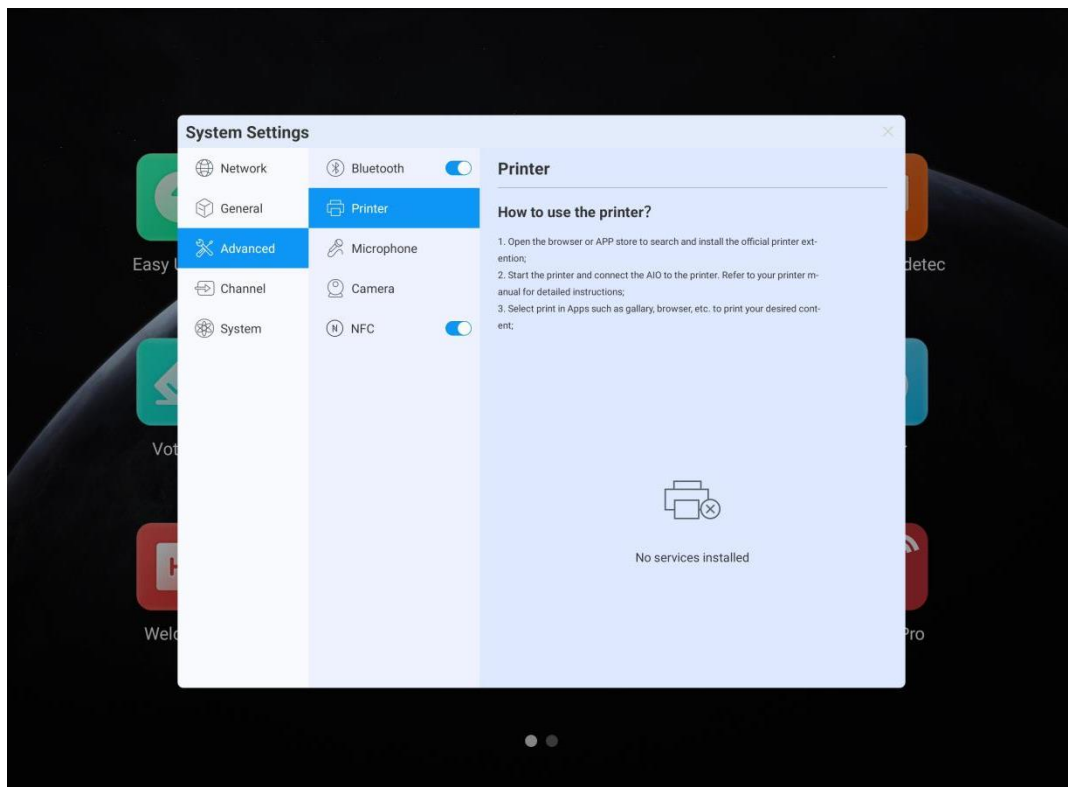 System Settings
Network
General
Advanced
Channel
System
Bluetooth
Printer
Microphone
Camera
N NFC
Printer
How to use the printer?
1. Open the browser or APP store to search and install the official printer ext-
ention;
2. Start the printer and connect the AIO to the printer. Refer to your printer m-
anual for detailed instructions;
3. Select print in Apps such as gallary, browser, etc. to print your desired cont-
ent;
No services installed
Easy
detec
Vot
H
Welc
Pro